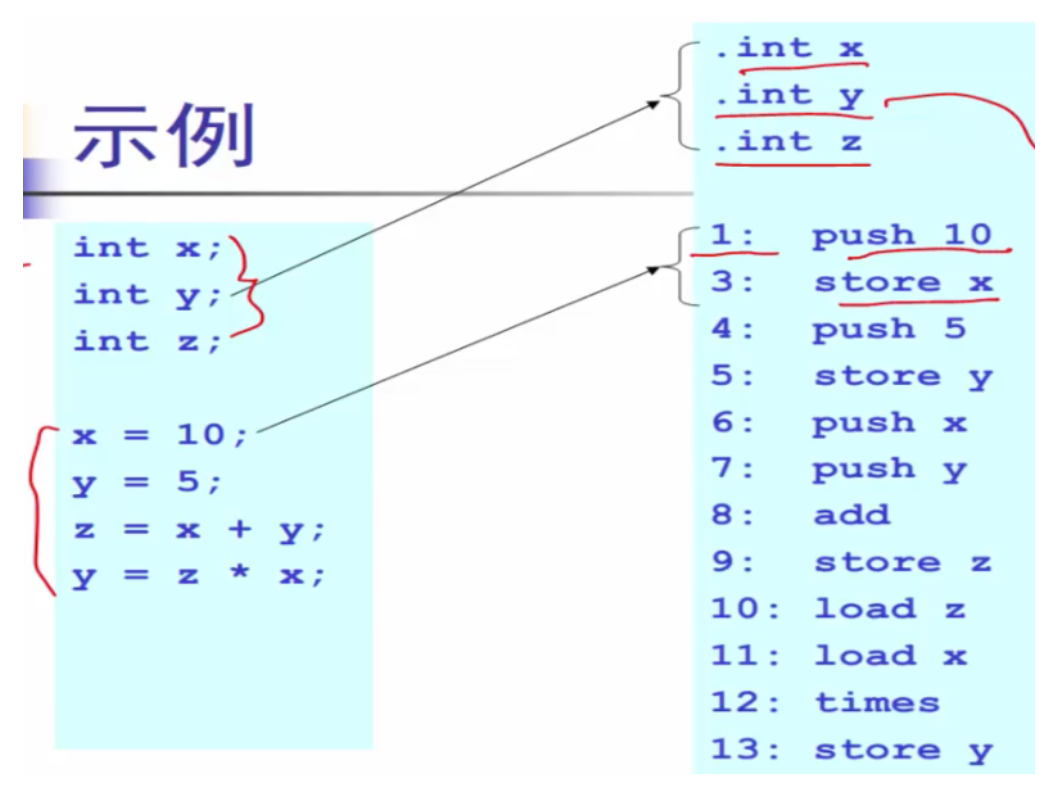 示例
int x;
int y;
int z;
x = 10;
y = 5;
z = x + y;
y = z * x;
.int x
.int y
.int z
1: push 10
3: store x
4: push 5
5: store y
6: push x
7: push y
8: add
9: store z
10: load z
11: load x
12: times
13: store y